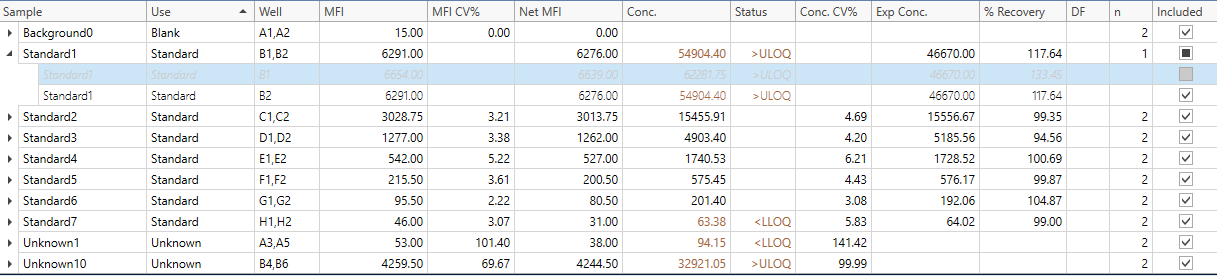 Sample Use Well MFI MFI CV% Net MFI Conc. Status Conc. CV% Exp Conc. % Recovery DF n Included
Background0 Blank A1,A2 15.00 0.00 0.00 2
Standard1 Standard B1,B2 6291.00 6276.00 54904.40 >ULOQ 46670.00 117.64 1
Standard1 Standard B1 6654.00 6639.00 62281.75 >ULOQ 46670.00 133.45
Standard1 Standard B2 6291.00 6276.00 54904.40 >ULOQ 46670.00 117.64
Standard2 Standard C1,C2 3028.75 3.21 3013.75 15455.91 4.69 15556.67 99.35 2
Standard3 Standard D1,D2 1277.00 3.38 1262.00 4903.40 4.20 5185.56 94.56 2
Standard4 Standard E1,E2 542.00 5.22 527.00 1740.53 6.21 1728.52 100.69 2
Standard5 Standard F1,F2 215.50 3.61 200.50 575.45 4.43 576.17 99.87 2
Standard6 Standard G1,G2 95.50 2.22 80.50 201.40 3.08 192.06 104.87 2
Standard7 Standard H1,H2 46.00 3.07 31.00 63.38 <LLOQ 5.83 64.02 99.00 2
Unknown1 Unknown A3,A5 53.00 101.40 38.00 94.15 <LLOQ 141.42 2
Unknown10 Unknown B4,B6 4259.50 69.67 4244.50 32921.05 >ULOQ 99.99 2